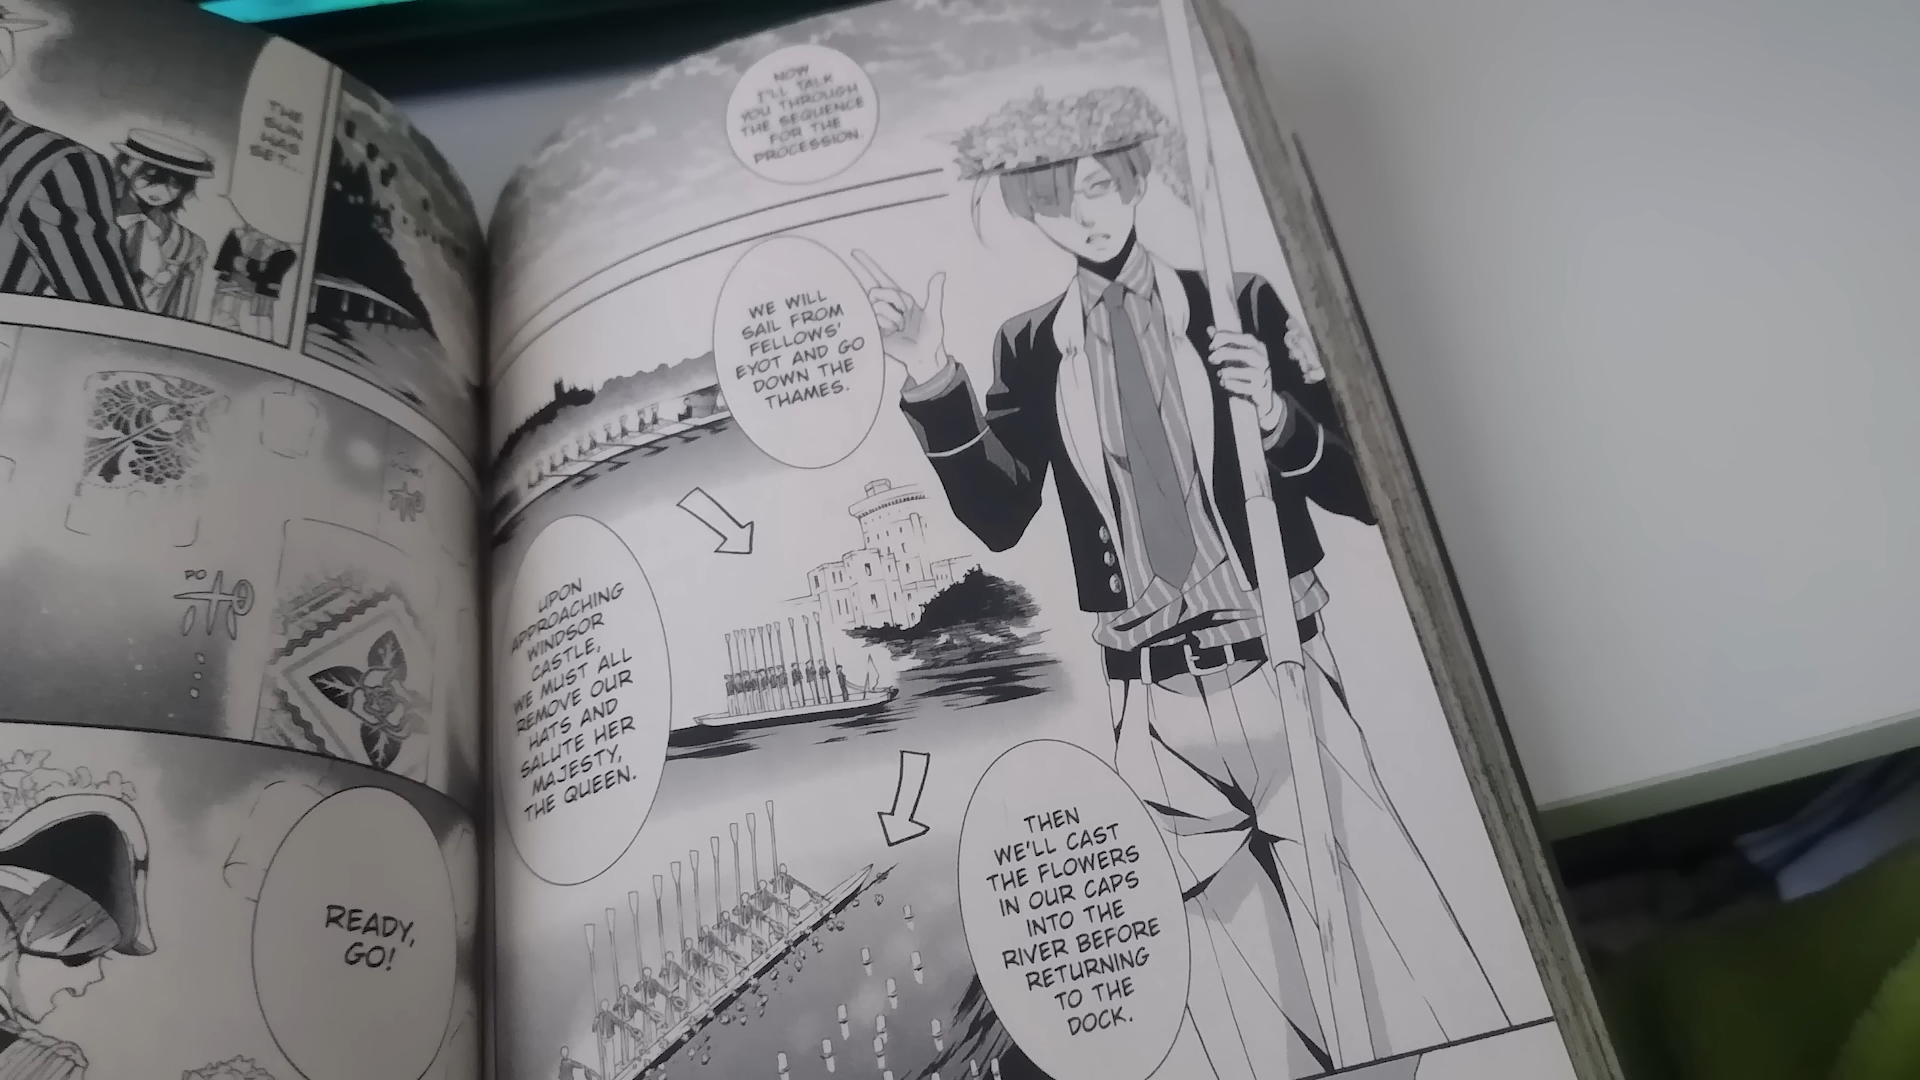 THE
SUN
HAS
SET...
PO
READY,
GO!
NOW
I'LL TALK
YOU THROUGH
THE SEQUENCE
FOR THE
PROCESSION.
WE WILL
SAIL FROM
FELLOWS'
EYOT AND GO
DOWN THE
THAMES.
UPON
APPROACHING
WINDSOR
CASTLE,
WE MUST ALL
REMOVE OUR
HATS AND
SALUTE HER
MAJESTY,
THE QUEEN.
THEN
WE'LL CAST
THE FLOWERS
IN OUR CAPS
INTO THE
RIVER BEFORE
RETURNING
TO THE
DOCK.